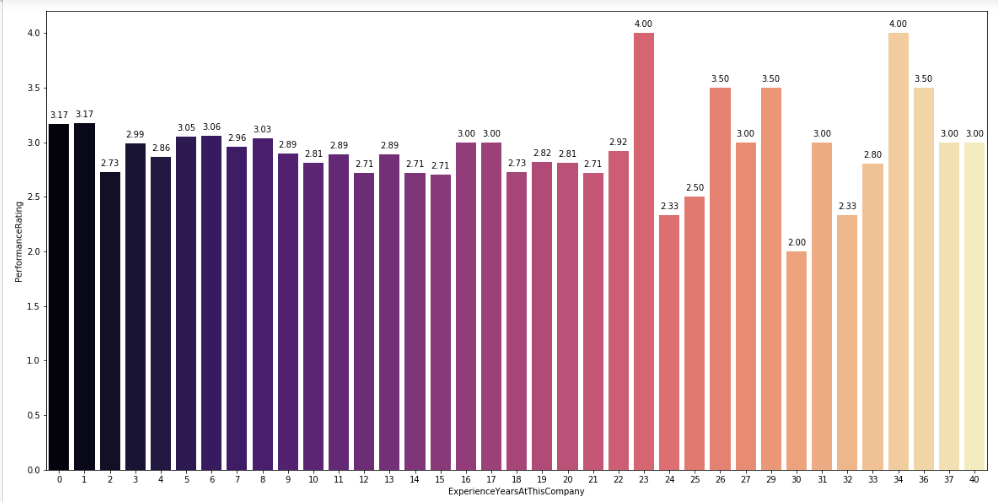 4.00 4.00
4.0
3.50 3.50 3.50
3.5
3.17 3.17 2.73 2.99 2.86 3.05 3.06 2.96 3.03 2.89 2.81 2.89 2.71 2.89 2.71 2.71 3.00 3.00 2.73 2.82 2.81 2.71 2.92 3.00 3.00 2.80 3.00 3.00
3.0
2.33 2.50 2.33
2.5
2.00
2.0
1.5
1.0
0.5
0.0
PerformanceRating
0 1 2 3 4 5 6 7 8 9 10 11 12 13 14 15 16 17 18 19 20 21 22 23 24 25 26 27 29 30 31 32 33 34 36 37 40
ExperienceYearsAtThisCompany